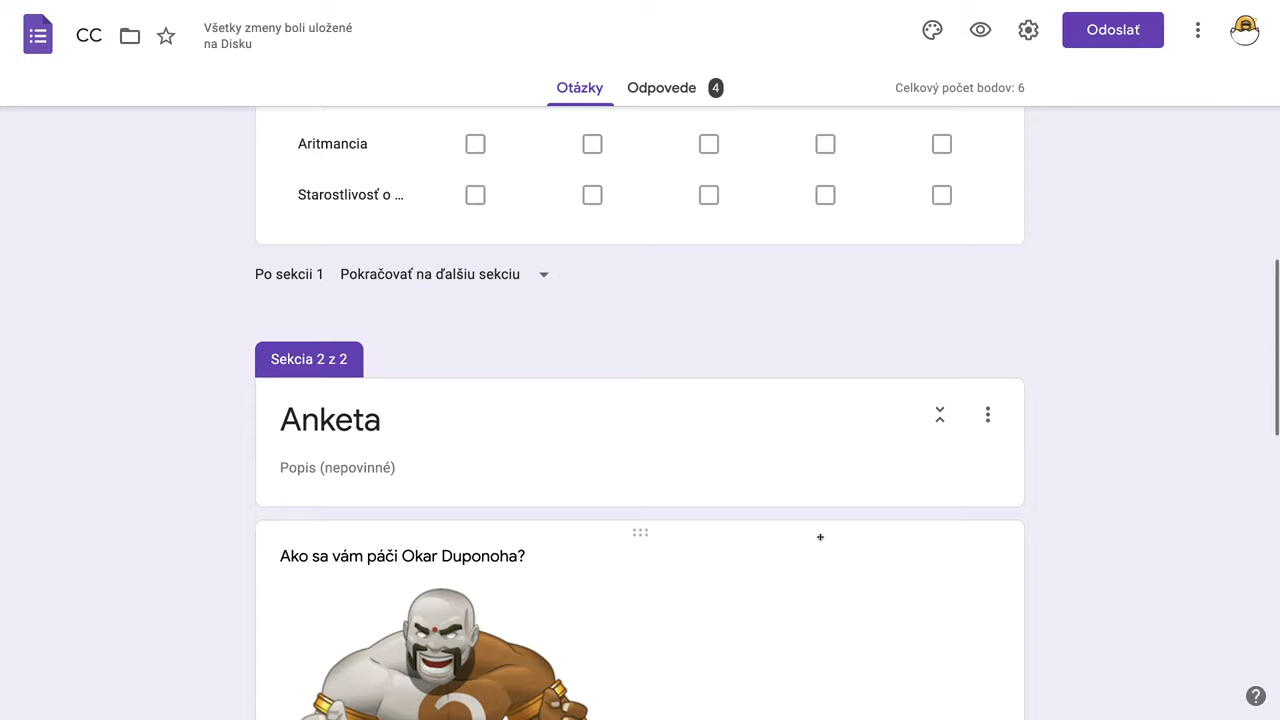 CC
Všetky zmeny boli uložené
na Disku
Odoslať
Otázky
Odpovede 4
Celkový počet bodov: 6
Aritmancia
Starostlivosť o ...
Po sekcii 1 Pokračovať na ďalšiu sekciu
Sekcia 2 z 2
Anketa
Popis (nepovinné)
Ako sa vám páči Okar Duponoha?